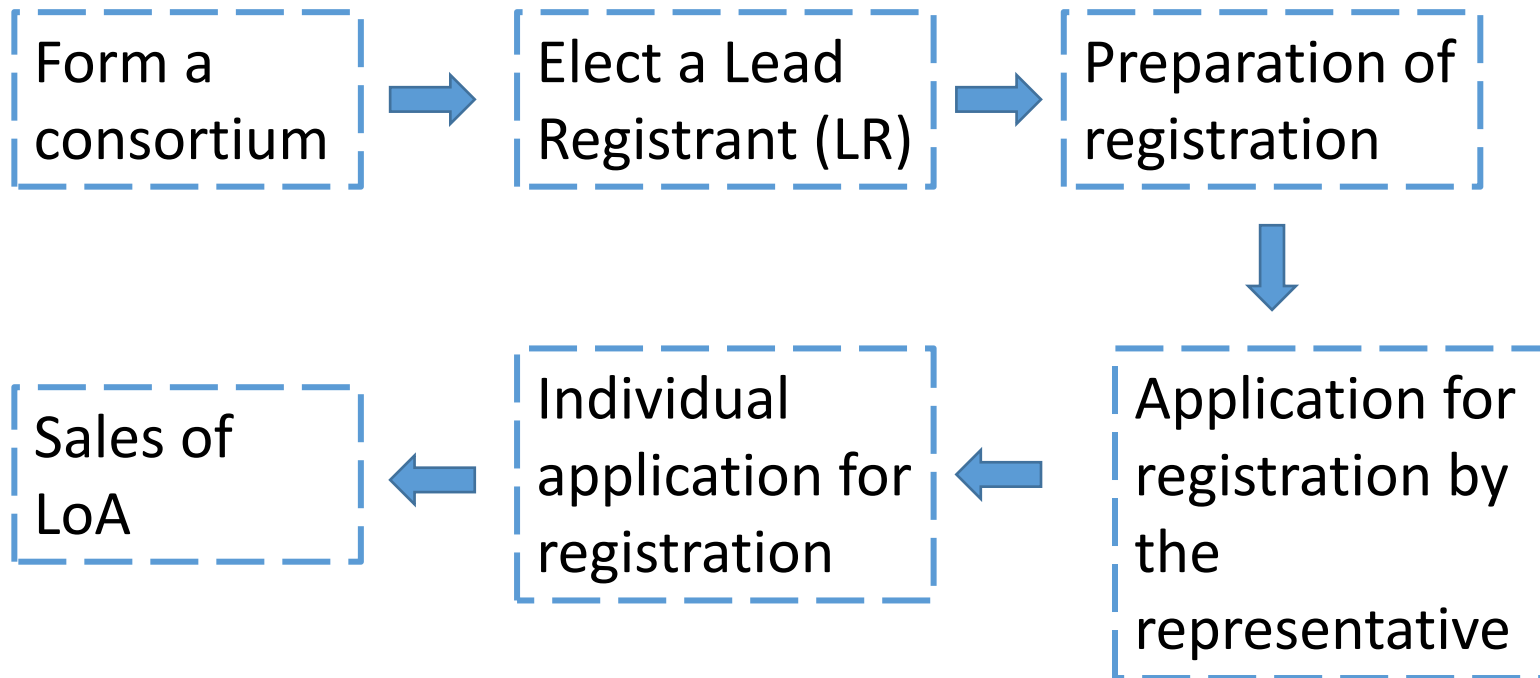 Form a
consortium
Elect a Lead
Registrant (LR)
Preparation of
registration
Application for
registration by
the
representative
Individual
application for
registration
Sales of
LoA